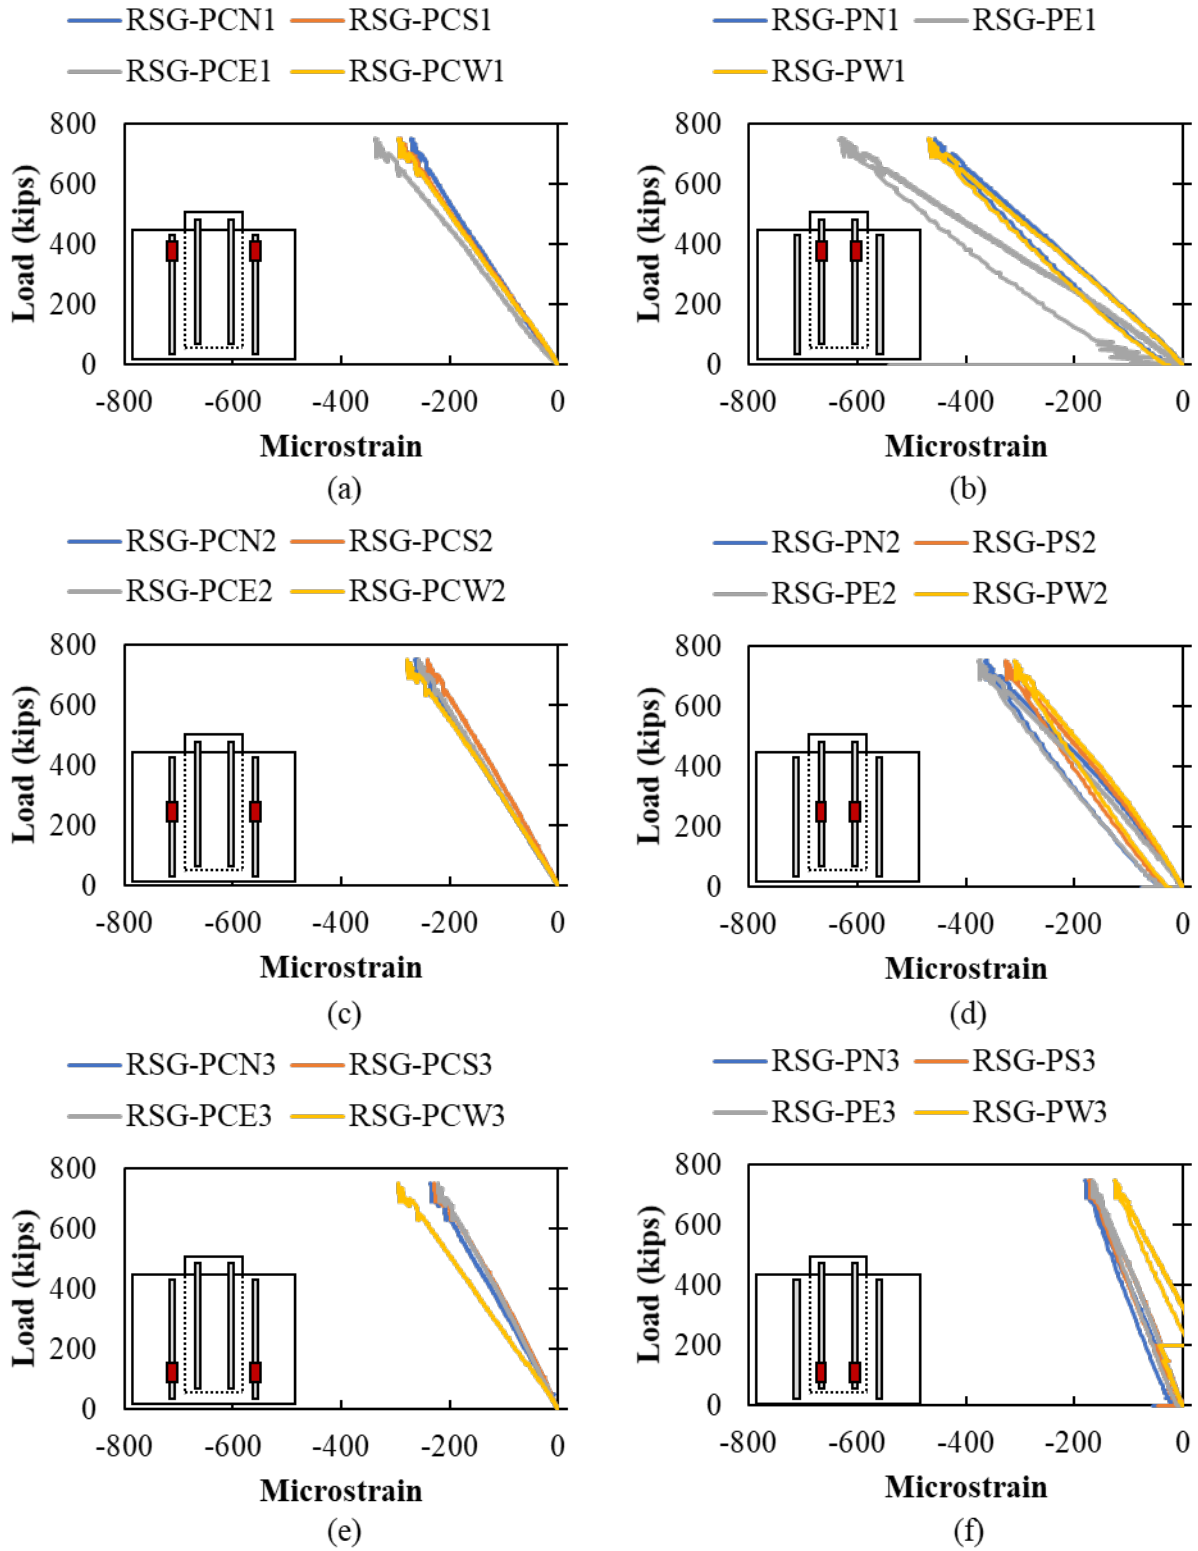 RSG-PCN1 RSG-PCS1
RSG-PCE1 RSG-PCW1
800
600
400
200
0
Load (kips)
-800 -600 -400 -200 0
Microstrain
(a)
RSG-PN1 RSG-PE1
RSG-PW1
800
600
400
200
0
Load (kips)
-800 -600 -400 -200 0
Microstrain
(b)
RSG-PCN2 RSG-PCS2
RSG-PCE2 RSG-PCW2
800
600
400
200
0
Load (kips)
-800 -600 -400 -200 0
Microstrain
(c)
RSG-PN2 RSG-PS2
RSG-PE2 RSG-PW2
800
600
400
200
0
Load (kips)
-800 -600 -400 -200 0
Microstrain
(d)
RSG-PCN3 RSG-PCS3
RSG-PCE3 RSG-PCW3
800
600
400
200
0
Load (kips)
-800 -600 -400 -200 0
Microstrain
(e)
RSG-PN3 RSG-PS3
RSG-PE3 RSG-PW3
800
600
400
200
0
Load (kips)
-800 -600 -400 -200 0
Microstrain
(f)